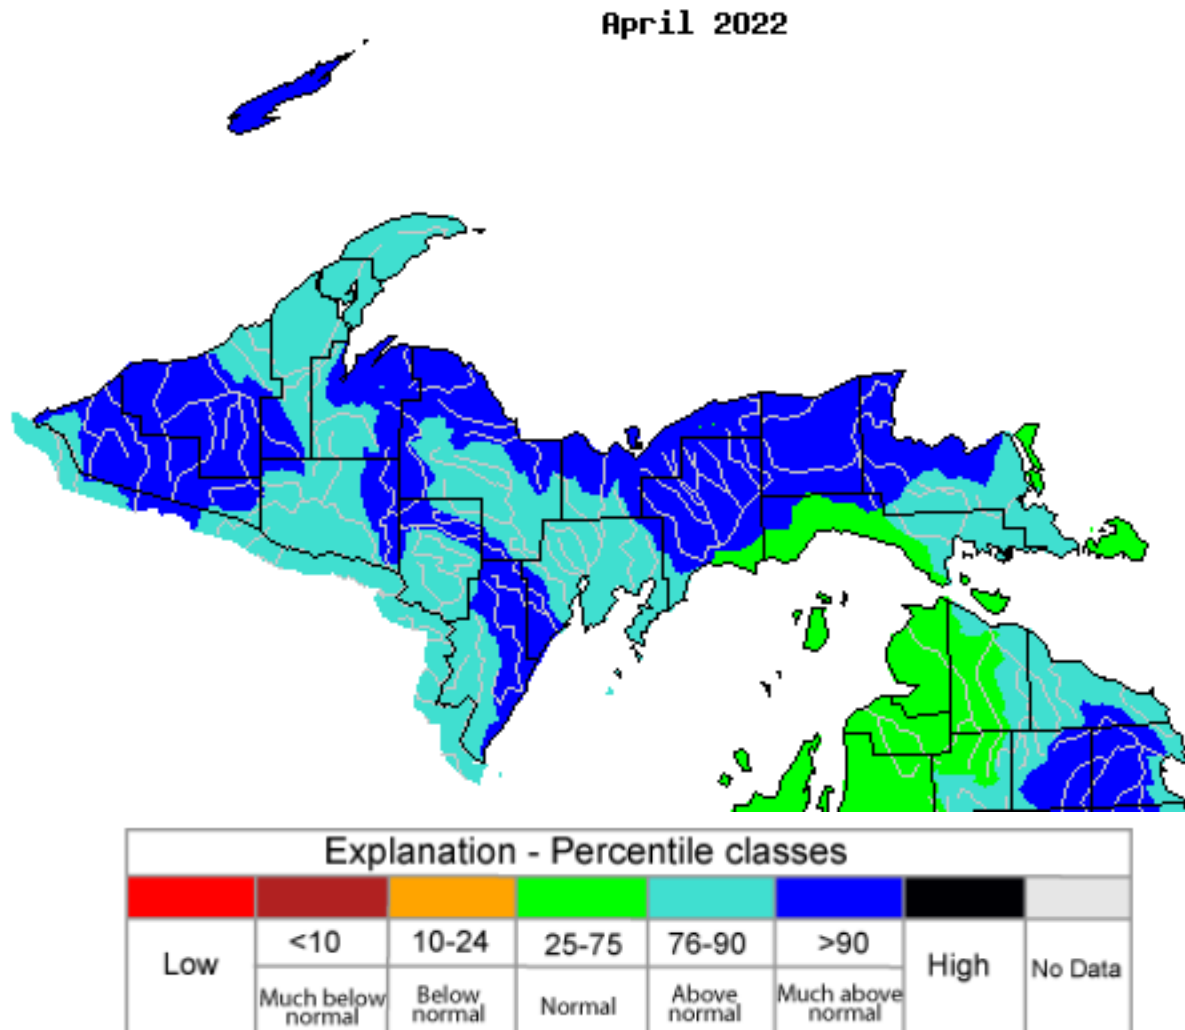 April 2022
Explanation - Percentile classes
Low
<10
10-24
25-75
76-90
>90
High
No Data
Much below
normal
Below
normal
Normal
Above
normal
Much above
normal